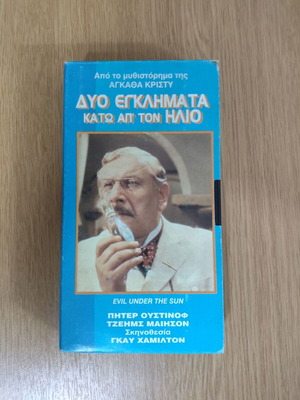 Από το μυθιστόρημα της
ΑΓΚΑΘΑ ΚΡΙΣΤΥ
ΔΥΟ ΕΓΚΛΗΜΑΤΑ
ΚΑΤΩ ΑΠ' ΤΟΝ ΗΛΙΟ
EVIL UNDER THE SUN
ΠΗΤΕΡ ΟΥΣΤΙΝΟΦ
ΤΖΕΗΜΣ ΜΑΙΗΣΟΝ
Σκηνοθεσία
ΓΚΑΥ ΧΑΜΙΛΤΟΝ